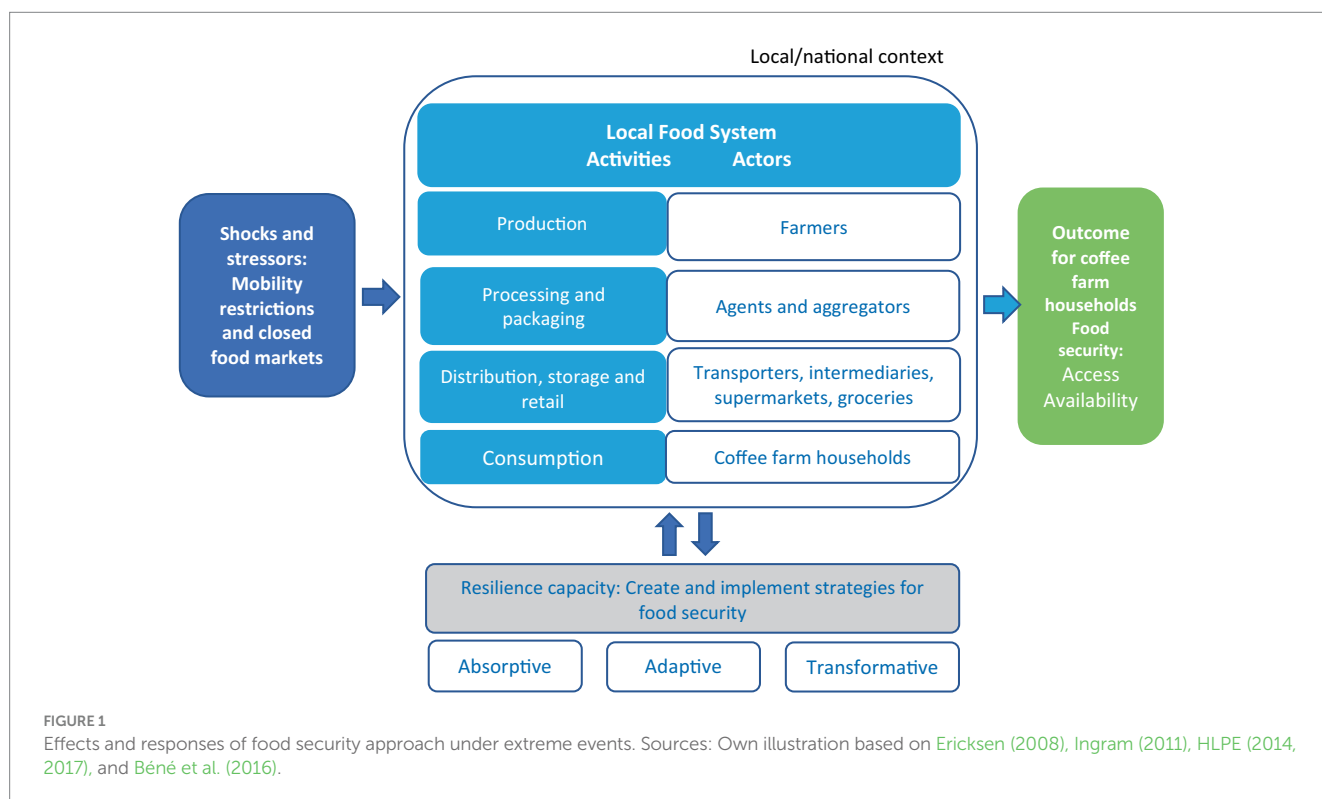 Local/national context
Local Food System
Activities Actors
Shocks and
stressors:
Mobility
restrictions
and closed
food markets
Production
Farmers
Processing and
packaging
Agents and aggregators
Distribution, storage and
retail
Transporters, intermediaries,
supermarkets, groceries
Consumption
Coffee farm households
Outcome
for coffee
farm
households
Food
security:
Access
Availability
Resilience capacity: Create and implement strategies for
food security
Absorptive
Adaptive
Transformative
FIGURE 1
Effects and responses of food security approach under extreme events. Sources: Own illustration based on Ericksen (2008), Ingram (2011), HLPE (2014,
2017), and Béné et al. (2016).